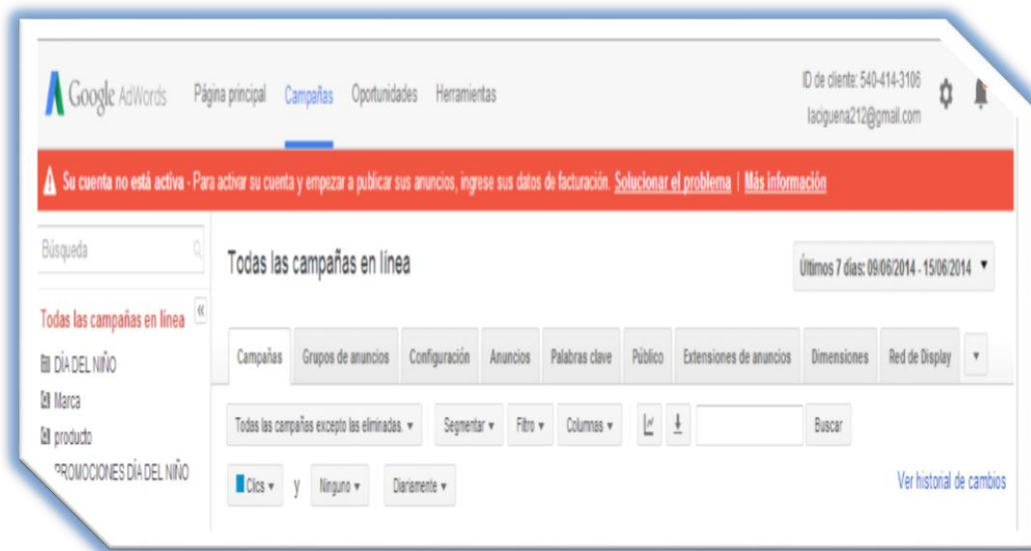 Google AdWords Página principal Campañas Oportunidades Herramientas
ID de cliente: 540-414-3106
laciguena212@gmail.com
Su cuenta no está activa - Para activar su cuenta y empezar a publicar sus anuncios, ingrese sus datos de facturación. Solucionar el problema | Más información
Búsqueda
Todas las campañas en línea
DÍA DEL NIÑO
Marca
producto
PROMOCIONES DÍA DEL NIÑO
Todas las campañas en línea
Últimos 7 días: 09/06/2014 - 15/06/2014
Campañas Grupos de anuncios Configuración Anuncios Palabras clave Público Extensiones de anuncios Dimensiones Red de Display
Todas las campañas excepto las eliminadas. Segmentar Filtro Columnas Buscar
Clics y Ninguno Diariamente
Ver historial de cambios